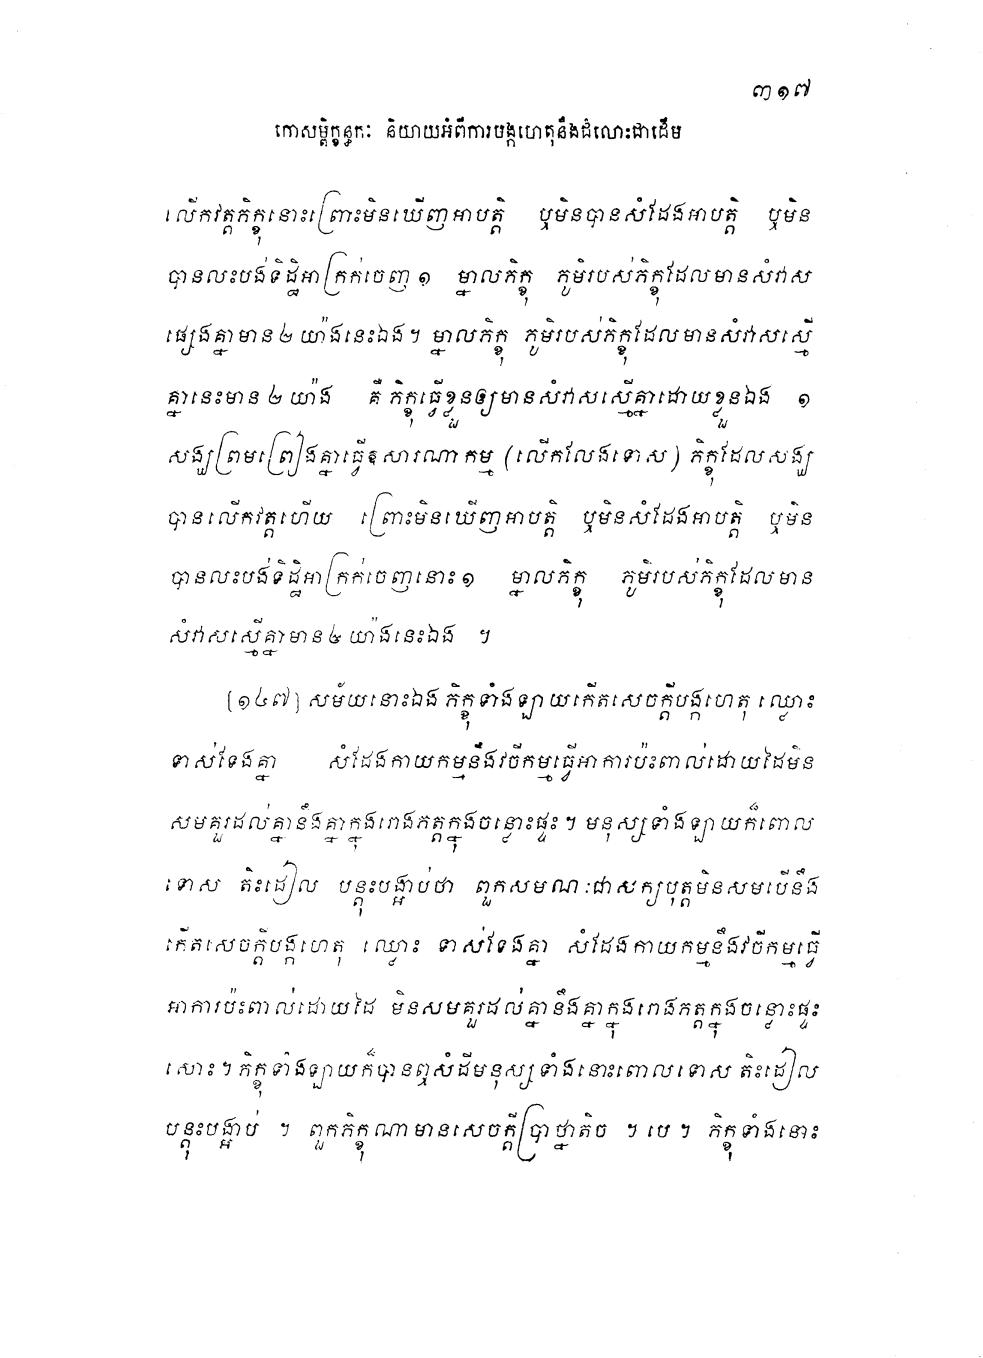 ៣១៧
កោសម្ពិក្ខន្ធកៈ និយាយអំពីការបង្កហេតុនឹងជំលោះជាដើម
លើកវត្តភិក្ខុនោះព្រោះមិនឃើញអាបត្តិ ឬមិនបានសំដែងអាបត្តិ ឬមិន
បានលះបង់ទិដ្ឋិអាក្រក់ចេញ ១ ម្នាលភិក្ខុ ភូមិរបស់ភិក្ខុដែលមានសំវាស
ផ្សេងគ្នាមាន ២ យ៉ាងនេះឯង ។ ម្នាលភិក្ខុ ភូមិរបស់ភិក្ខុដែលមានសំវាសស្មើ
គ្នានេះមាន ២ យ៉ាង គឺ ភិក្ខុធ្វើខ្លួនឲ្យមានសំវាសស្មើគ្នាដោយខ្លួនឯង ១
សង្ឃព្រមព្រៀងគ្នាធ្វើឧសារណាកម្ម (លើកលែងទោស) ភិក្ខុដែលសង្ឃ
បានលើកវត្តហើយ ព្រោះមិនឃើញអាបត្តិ ឬមិនសំដែងអាបត្តិ ឬមិន
បានលះបង់ទិដ្ឋិអាក្រក់ចេញនោះ ១ ម្នាលភិក្ខុ ភូមិរបស់ភិក្ខុដែលមាន
សំវាសស្មើគ្នាមាន ២ យ៉ាងនេះឯង ។
[១៤៧] សម័យនោះឯង ភិក្ខុទាំងឡាយកើតសេចក្តីបង្កហេតុ ឈ្លោះ
ទាស់ទែងគ្នា សំដែងកាយកម្មនឹងវចីកម្មធ្វើអាការប៉ះពាល់ដោយដៃមិន
សមគួរដល់គ្នានឹងគ្នាក្នុងរោងភត្តក្នុងចន្លោះផ្ទះ ។ មនុស្សទាំងឡាយក៏ពោល
ទោស តិះដៀល បន្តុះបង្អាប់ថា ពួកសមណៈជាសក្យបុត្តមិនសមបើនឹង
កើតសេចក្តីបង្កហេតុ ឈ្លោះ ទាស់ទែងគ្នា សំដែងកាយកម្មនឹងវចីកម្មធ្វើ
អាការប៉ះពាល់ដោយដៃ មិនសមគួរដល់គ្នានឹងគ្នាក្នុងរោងភត្តក្នុងចន្លោះផ្ទះ
សោះ ។ ភិក្ខុទាំងឡាយក៏បានឮសំដីមនុស្សទាំងនោះពោលទោស តិះដៀល
បន្តុះបង្អាប់ ។ ពួកភិក្ខុណាមានសេចក្តីប្រាថ្នាតិច ។ បេ ។ ភិក្ខុទាំងនោះ